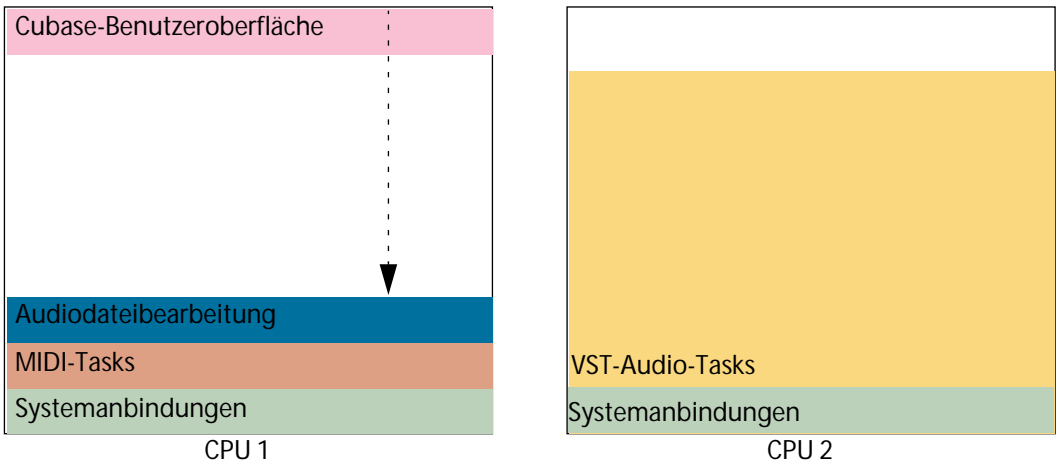 Cubase-Benutzeroberfläche
Audiodateibearbeitung
MIDI-Tasks
Systemanbindungen
CPU 1
VST-Audio-Tasks
Systemanbindungen
CPU 2